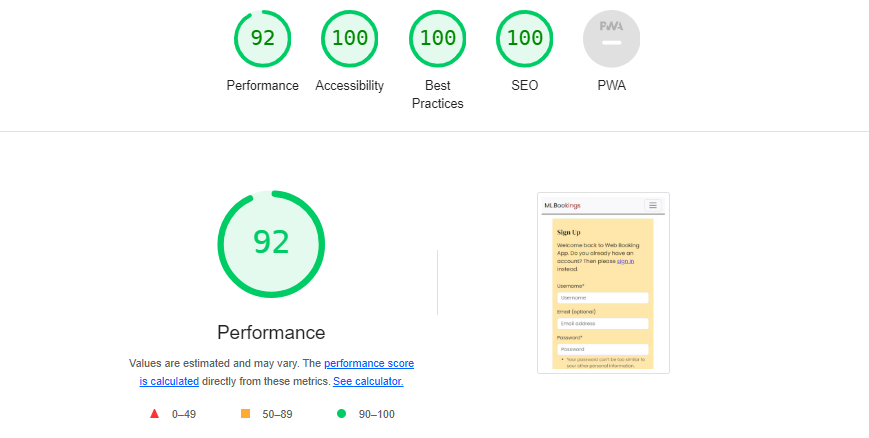 92 100 100 100 PWA
Performance Accessibility Best Practices SEO PWA
92
Performance
Values are estimated and may vary. The performance score
is calculated directly from these metrics. See calculator.
0–49 50–89 90–100
MLBookings
Sign Up
Welcome back to Web Booking
App. Do you already have an
account? Then please sign in
instead.
Username*
Username
Email (optional)
Email address
Password*
Password
• Your password can't be too similar to
your other personal information.